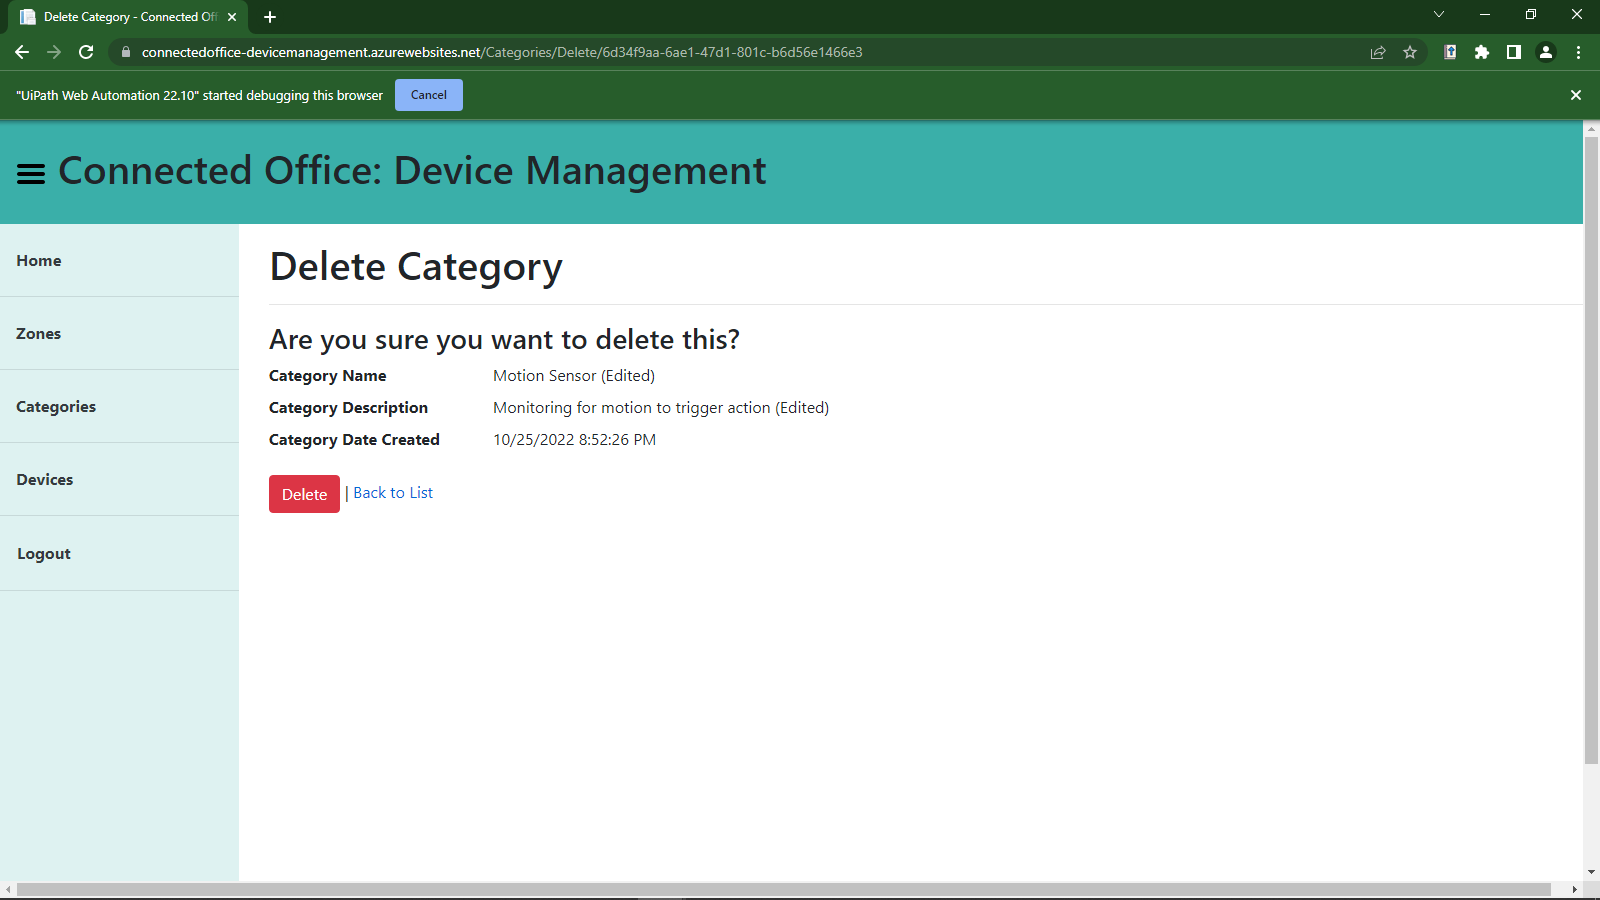 Delete Category - Connected Off
connectedoffice-devicemanagement.azurewebsites.net/Categories/Delete/6d34f9aa-6ae1-47d1-801c-b6d56e1466e3
"UiPath Web Automation 22.10" started debugging this browser Cancel
Connected Office: Device Management
Home
Zones
Categories
Devices
Logout
Delete Category
Are you sure you want to delete this?
Category Name Motion Sensor (Edited)
Category Description Monitoring for motion to trigger action (Edited)
Category Date Created 10/25/2022 8:52:26 PM
Delete | Back to List